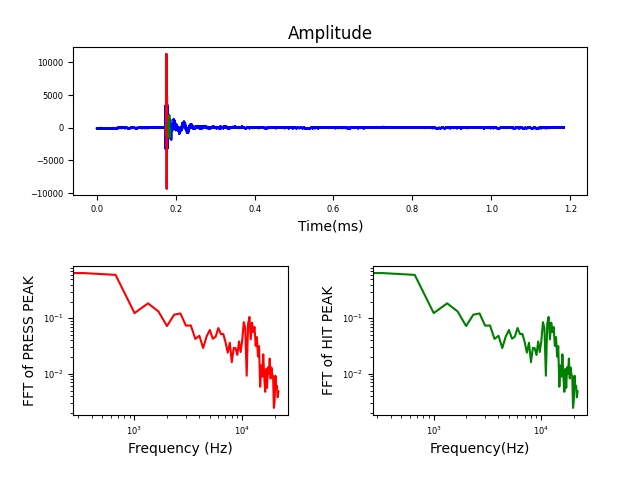 Amplitude
10000
5000
0
−5000
−10000
0.0 0.2 0.4 0.6 0.8 1.0 1.2
Time(ms)
FFT of PRESS PEAK
10⁻¹
10⁻²
10³ 10⁴
Frequency (Hz)
FFT of HIT PEAK
10⁻¹
10⁻²
10³ 10⁴
Frequency(Hz)